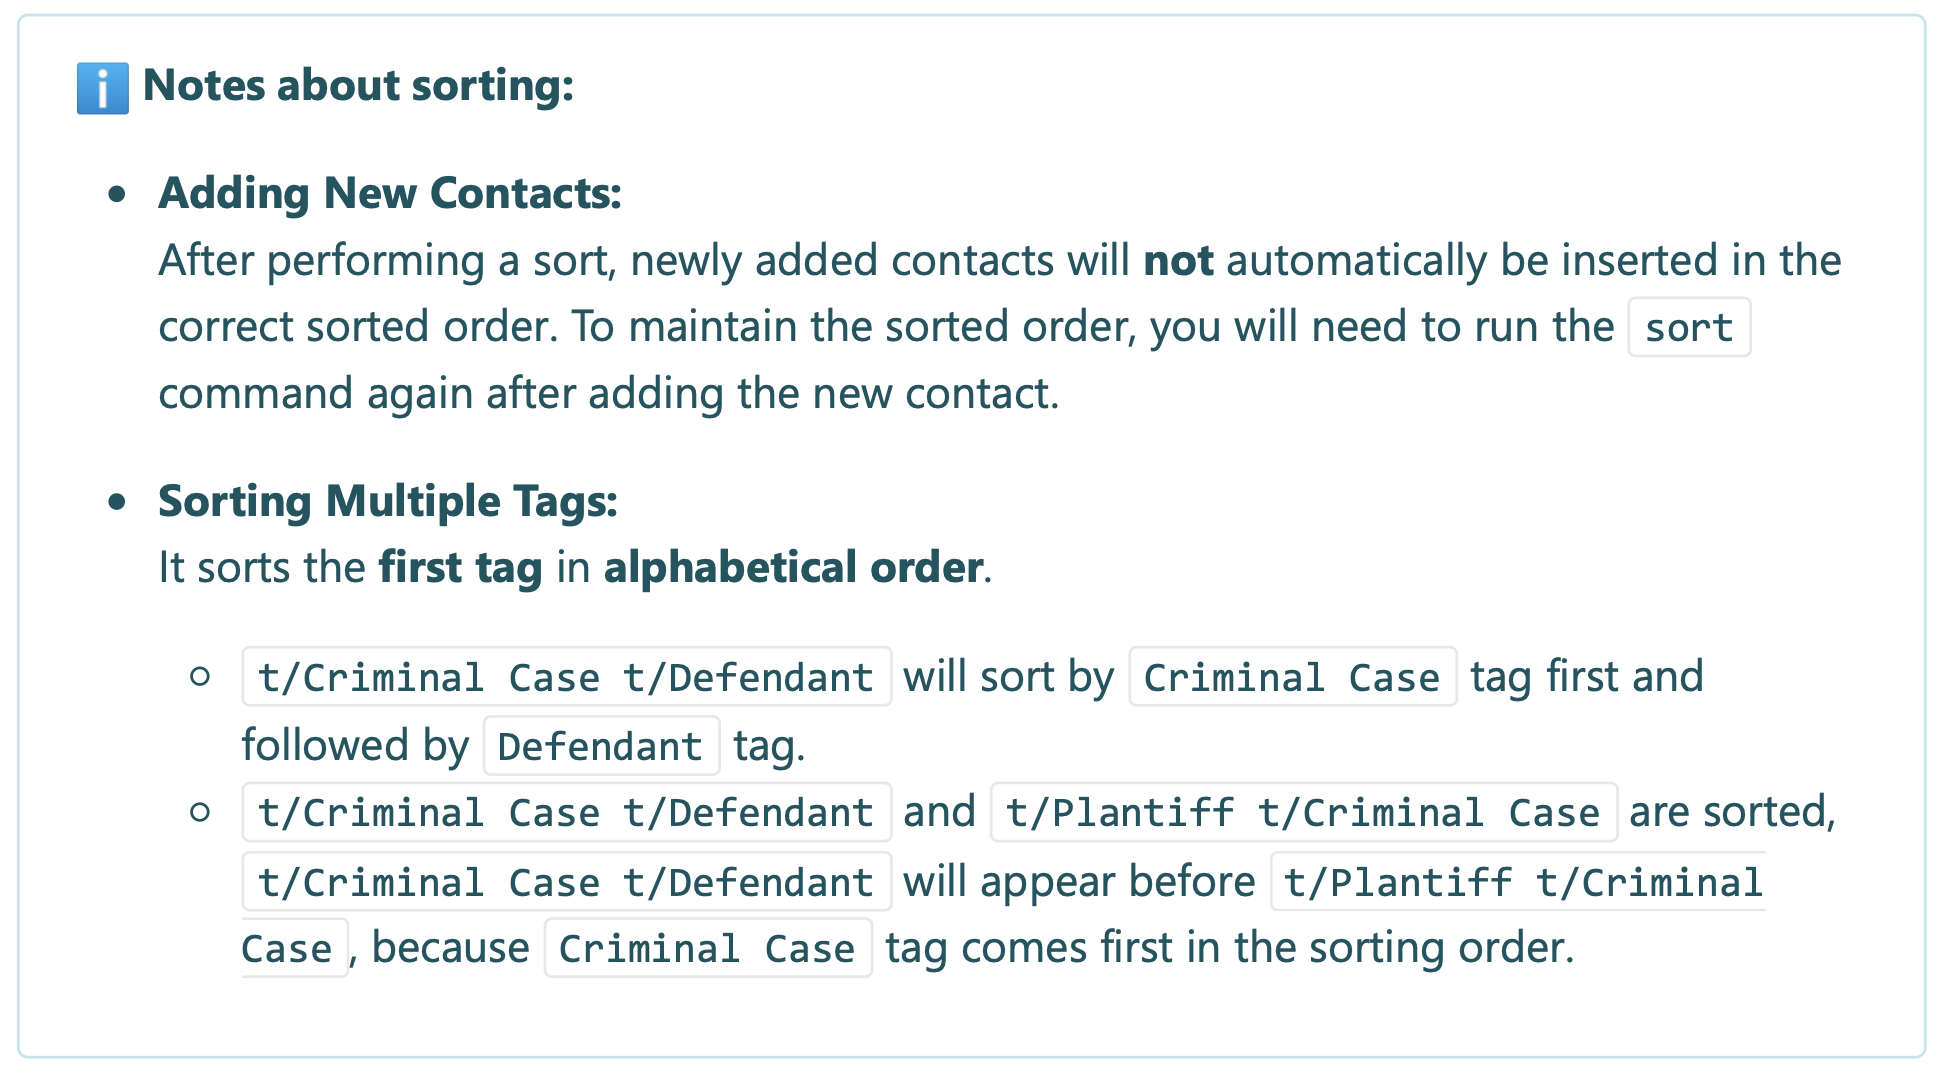 Notes about sorting:
Adding New Contacts:
After performing a sort, newly added contacts will not automatically be inserted in the
correct sorted order. To maintain the sorted order, you will need to run the sort
command again after adding the new contact.
Sorting Multiple Tags:
It sorts the first tag in alphabetical order.
t/Criminal Case t/Defendant will sort by Criminal Case tag first and
followed by Defendant tag.
t/Criminal Case t/Defendant and t/Plantiff t/Criminal Case are sorted,
t/Criminal Case t/Defendant will appear before t/Plantiff t/Criminal
Case, because Criminal Case tag comes first in the sorting order.